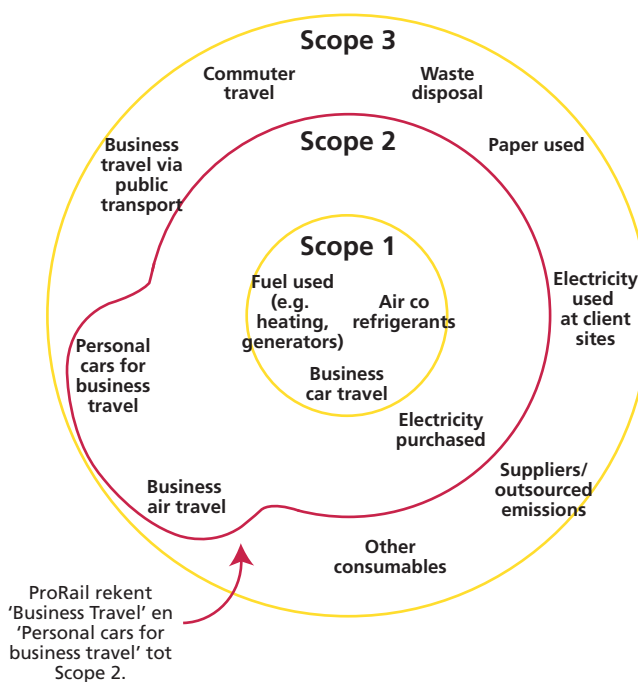 Scope 3
Commuter
travel
Waste
disposal
Scope 2
Business
travel via
public
transport
Paper used
Scope 1
Fuel used
(e.g.
heating,
generators)
Air co
refrigerants
Business
car travel
Electricity
used
at client
sites
Personal
cars for
business
travel
Electricity
purchased
Suppliers/
outsourced
emissions
Business
air travel
Other
consumables
ProRail rekent
‘Business Travel’ en
‘Personal cars for
business travel’ tot
Scope 2.